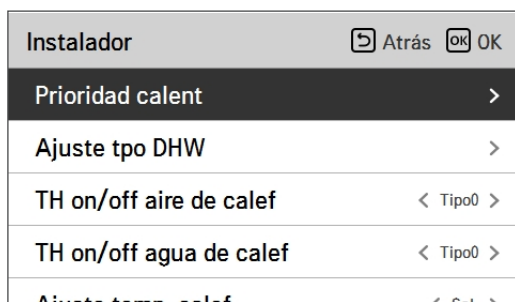 Instalador Atrás OK OK
Prioridad calent >
Ajuste tpo DHW >
TH on/off aire de calef < Tipo0 >
TH on/off agua de calef < Tipo0 >